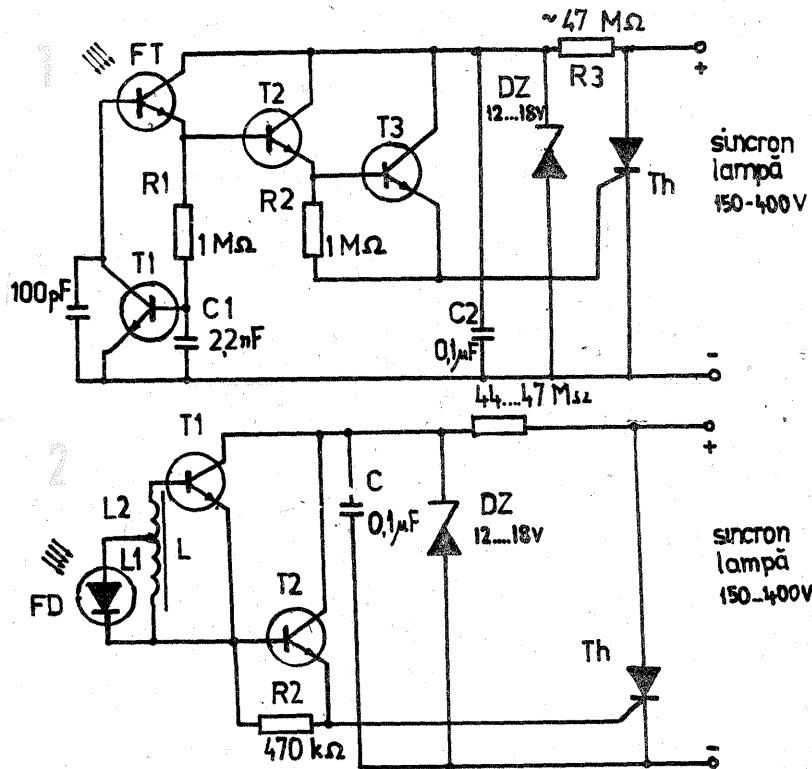 ~47 MΩ
FT
R3
+
T2
DZ
12...18V
T3
sincron
lampă
150-400V
Th
R1
R2
1MΩ
1MΩ
T1
100pF
C1
2,2nF
C2
0,1µF
-
44....47 MΩ
T1
+
L2
C
0,1µF
DZ
12....18V
L1
L
sincron
lampă
150-400V
FD
T2
Th
R2
470 kΩ
-